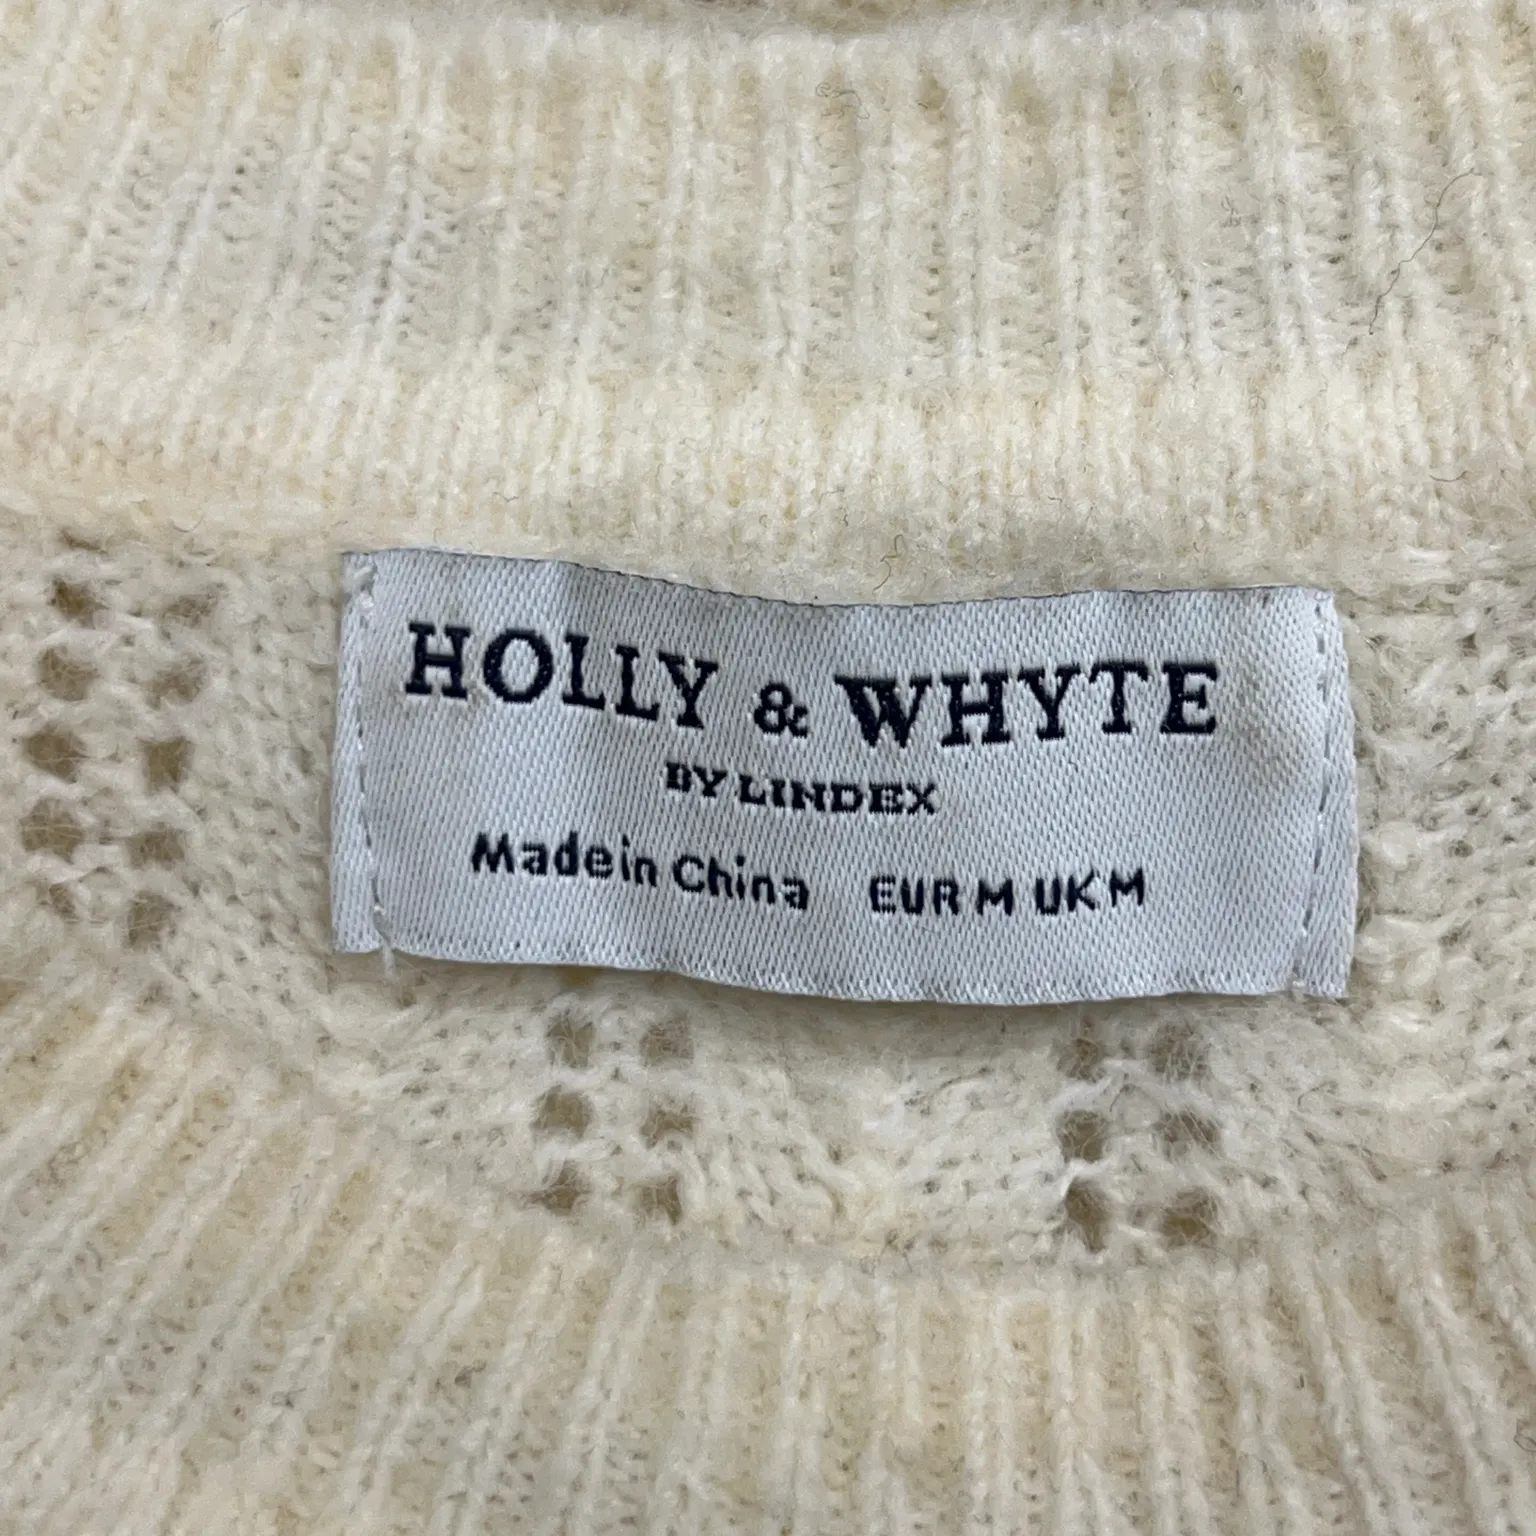 HOLLY & WHYTE
BY LINDEX
Made in China EUR M UK M